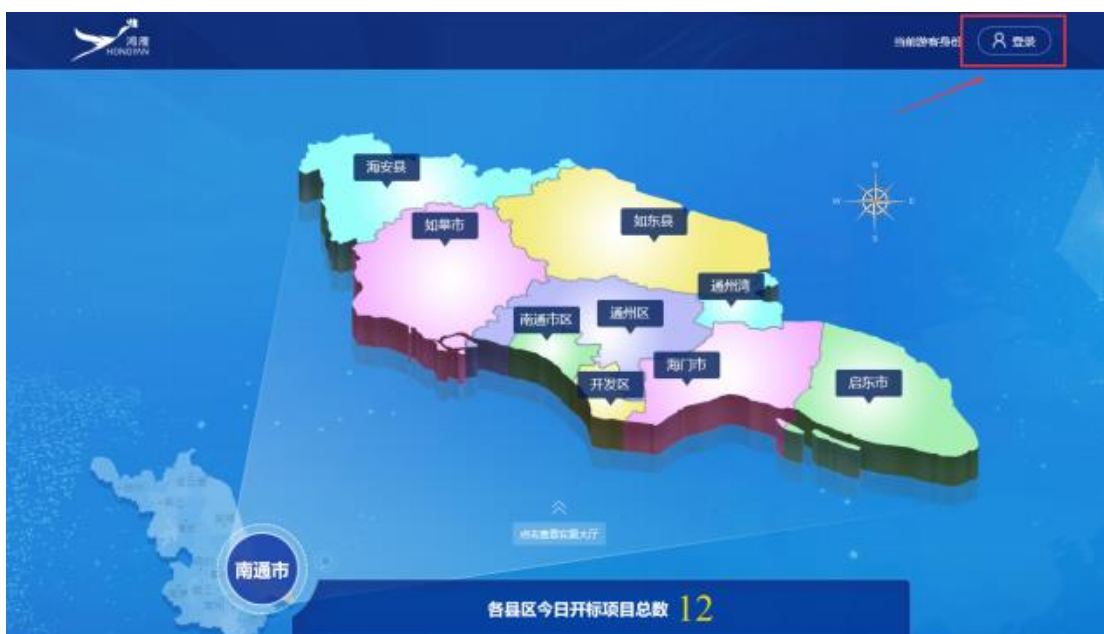 鸿雁
HONGYAN
当前游客身份
登录
N
W
E
S
海安县
如皋市
如东县
通州湾
南通市区
通州区
海门市
开发区
启东市
南通市
各县区今日开标项目总数 12